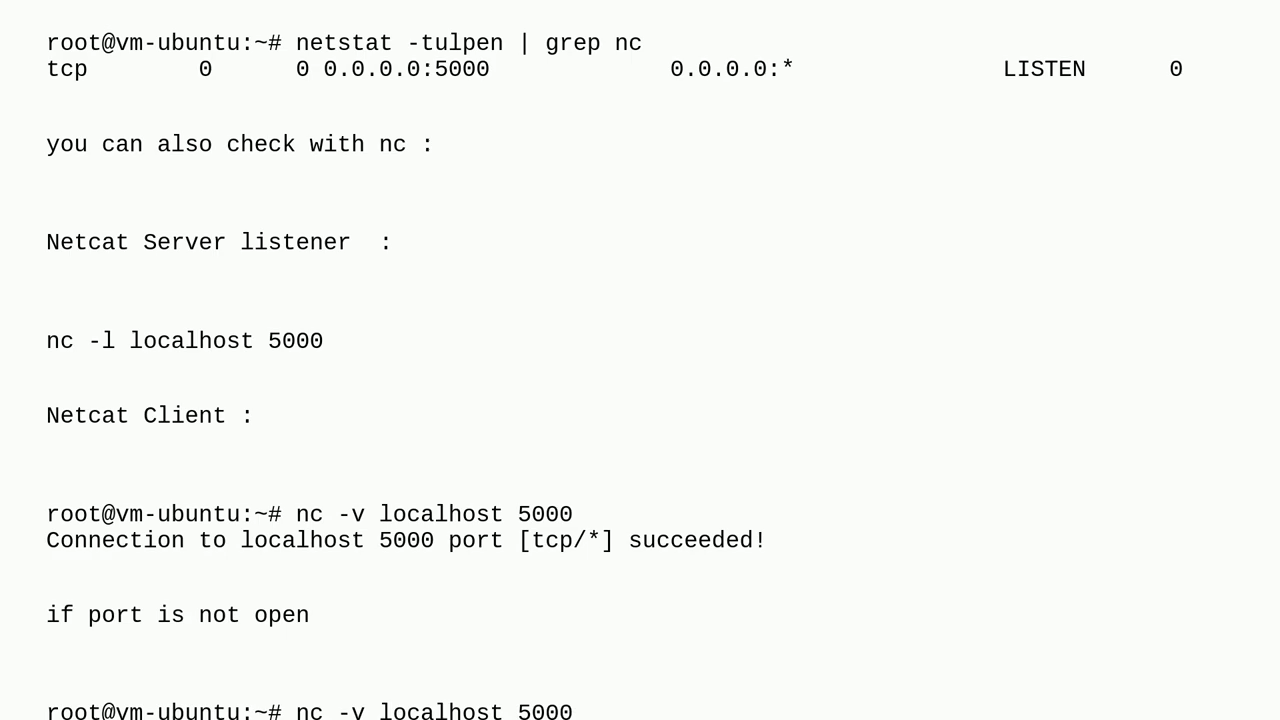 root@vm-ubuntu:~# netstat -tulpen | grep nc
tcp        0      0 0.0.0.0:5000             0.0.0.0:*               LISTEN      0
you can also check with nc :
Netcat Server listener  :
nc -l localhost 5000
Netcat Client :
root@vm-ubuntu:~# nc -v localhost 5000
Connection to localhost 5000 port [tcp/*] succeeded!
if port is not open
root@vm-ubuntu:~# nc -v localhost 5000